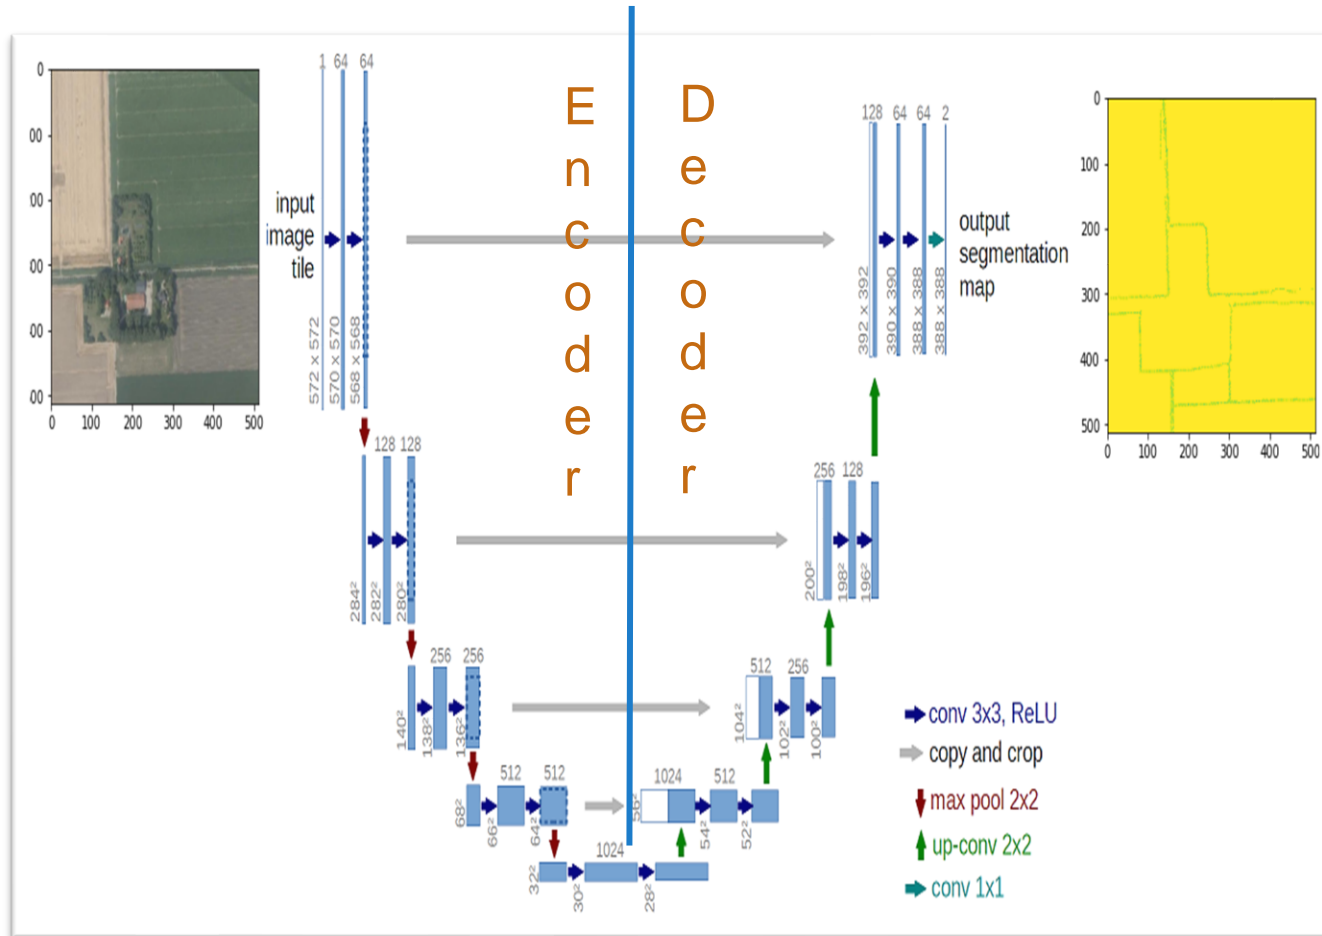 Encoder
Decoder
0
00
00
00
00
00
0 100 200 300 400 500
input
image
tile
1 64 64
572 x 572
570 x 570
568 x 568
128 128
284²
282²
280²
256 256
140²
138²
136²
512 512
68²
66²
64²
1024
32²
30²
28²
1024 512
56²
54²
52²
512 256
104²
102²
100²
256 128
200²
198²
196²
128 64 64 2
392 x 392
390 x 390
388 x 388
388 x 388
output
segmentation
map
0
100
200
300
400
500
0 100 200 300 400 500
conv 3x3, ReLU
copy and crop
max pool 2x2
up-conv 2x2
conv 1x1